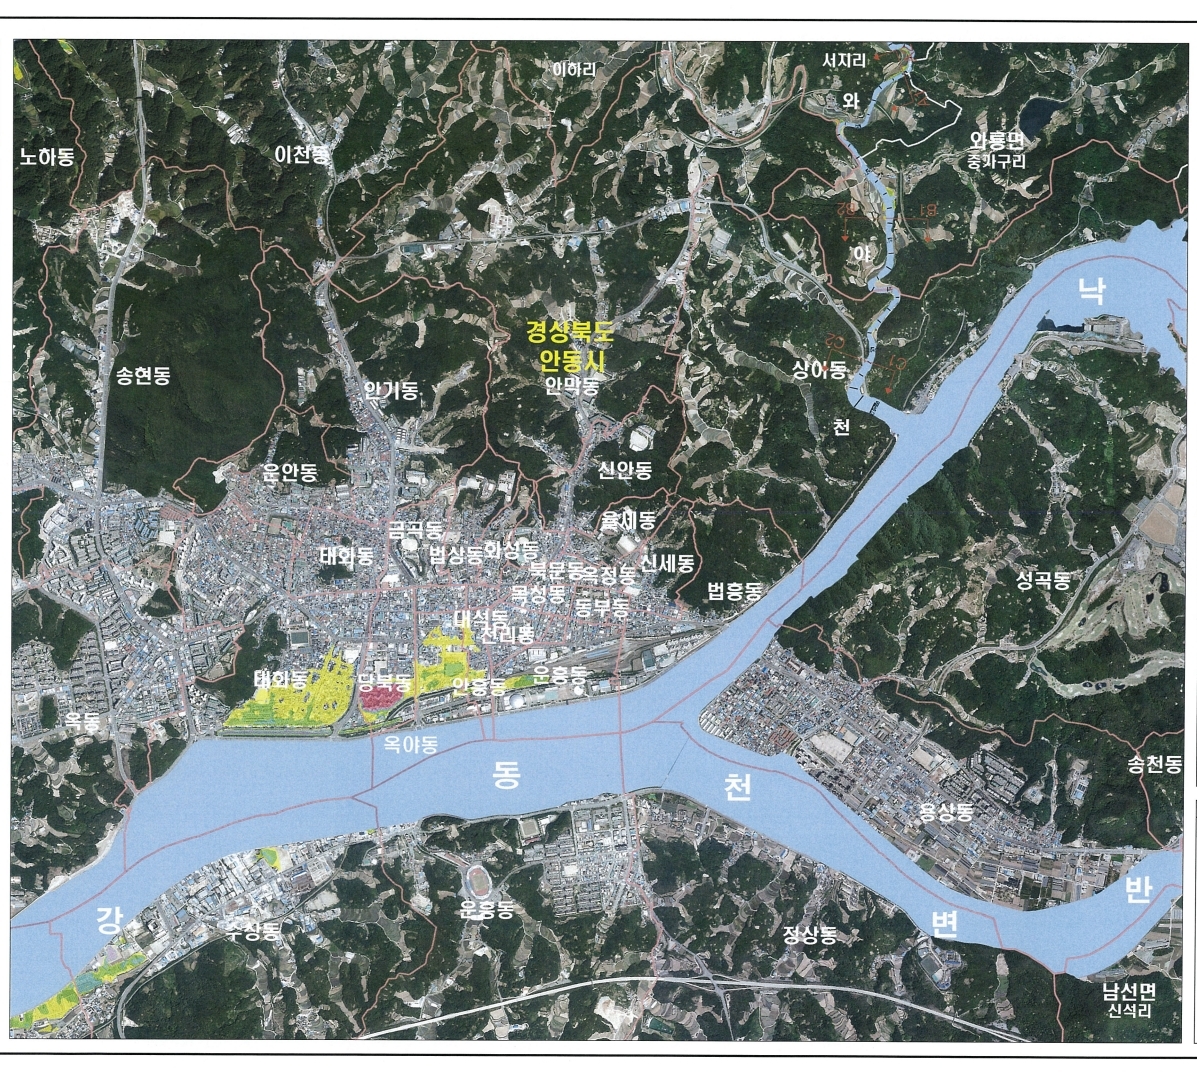 이하리
서지리
와
와룡면
중가구리
노하동
이천동
야
낙
경상북도
안동시
안막동
송현동
안기동
상아동
천
운안동
신안동
율세동
금곡동
태화동
법상동
화성동
북문동
옥정동
신세동
목성동
동부동
법흥동
성곡동
대석동
천리동
태화동
당북동
안흥동
운흥동
옥동
옥야동
동
천
송천동
용상동
강
수상동
운흥동
정상동
변
반
남선면
신석리